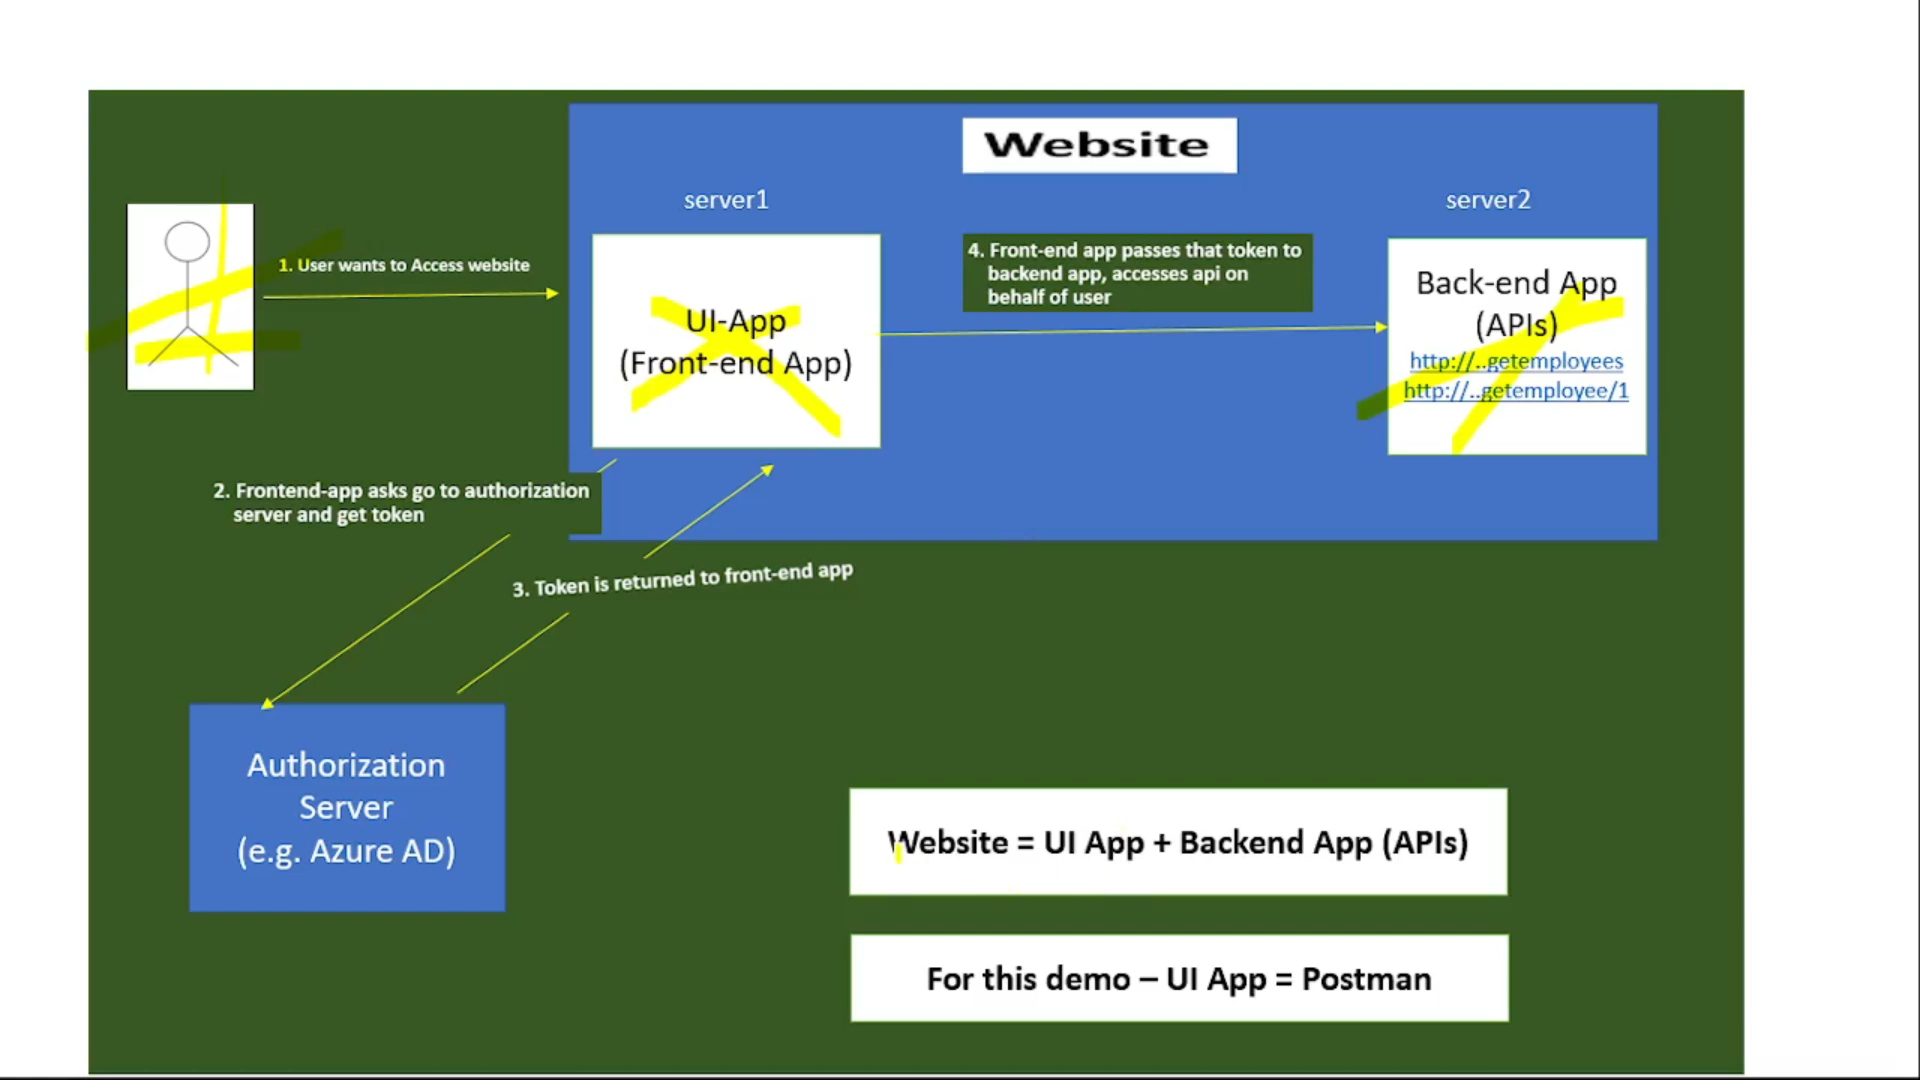 Website
server1
server2
1. User wants to Access website
4. Front-end app passes that token to
backend app, accesses api on
behalf of user
UI-App
(Front-end App)
Back-end App
(APIs)
http://..getemployees
http://..getemployee/1
2. Frontend-app asks go to authorization
server and get token
3. Token is returned to front-end app
Authorization
Server
(e.g. Azure AD)
Website = UI App + Backend App (APIs)
For this demo – UI App = Postman